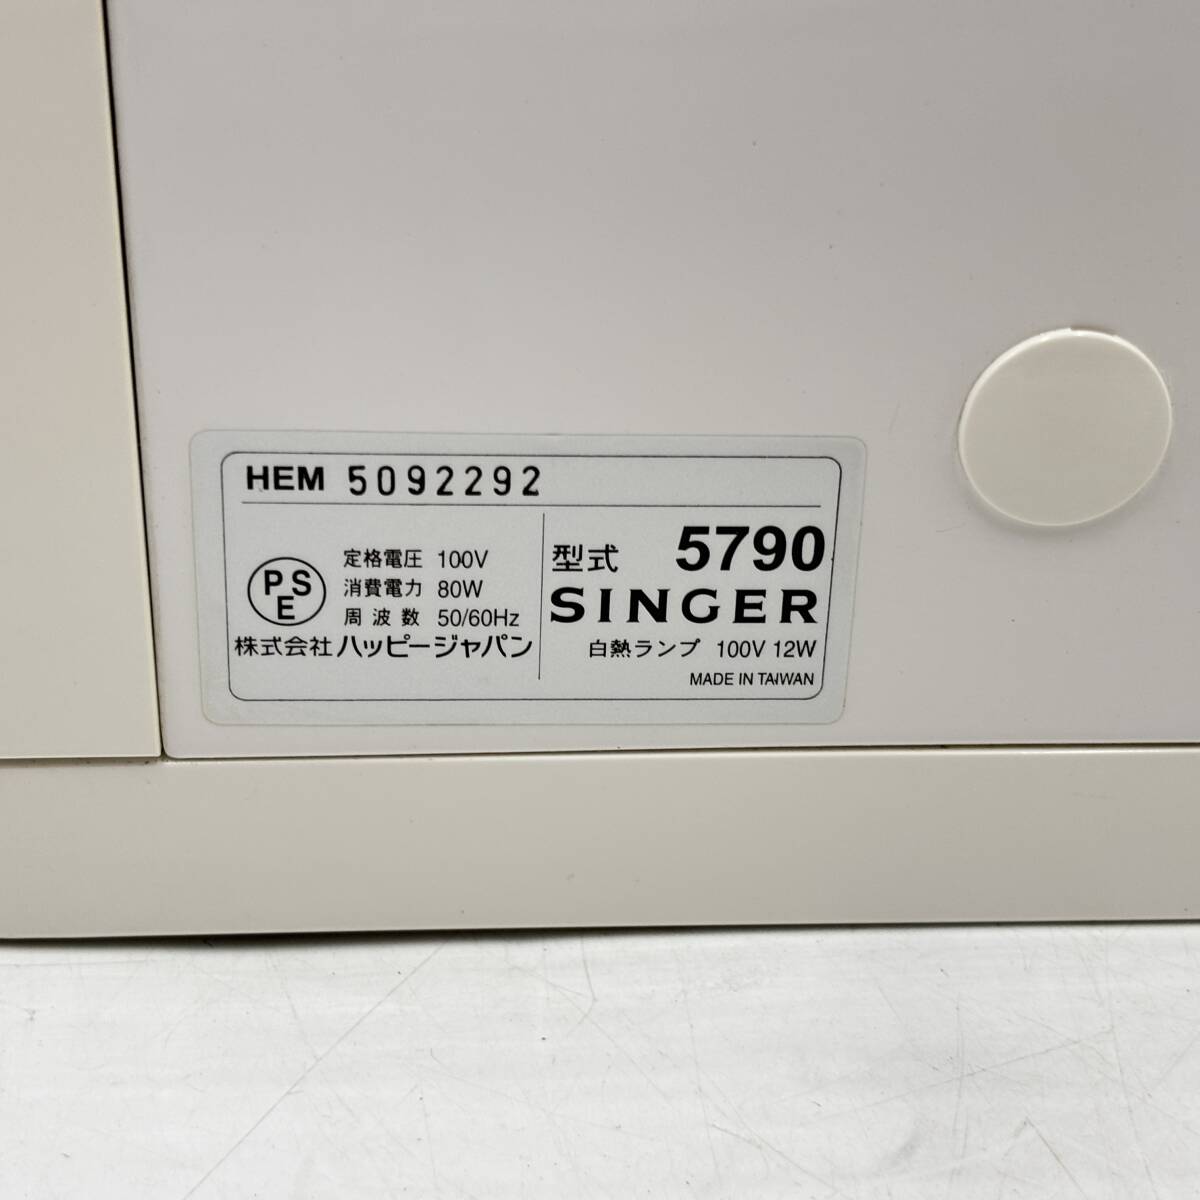 HEM 5092292
PSE
定格電圧 100V
消費電力 80W
周波数 50/60Hz
株式会社ハッピージャパン
型式 5790
SINGER
白熱ランプ 100V 12W
MADE IN TAIWAN